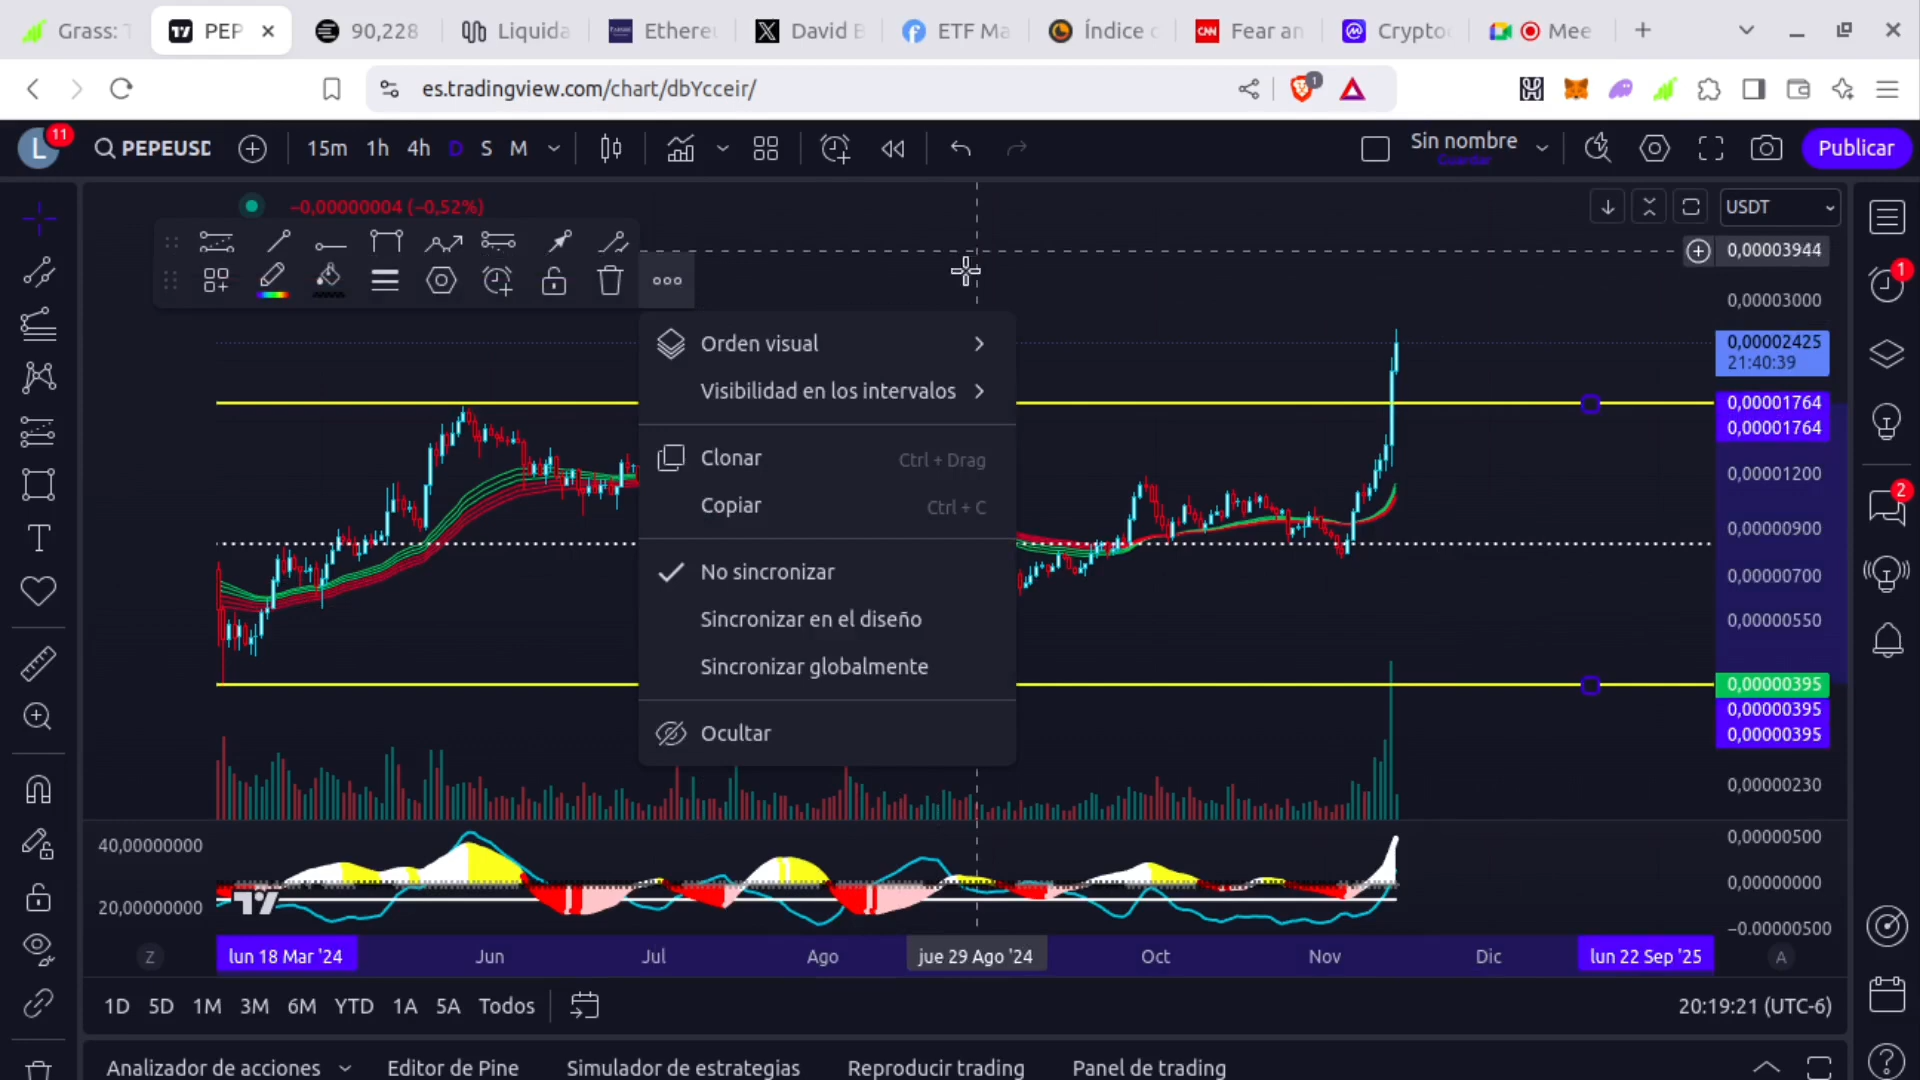 Grass: T
PEP
90,228
Liquida
Ethereu
David B
ETF Ma
Índice c
CNN
Fear an
Crypto
Mee
es.tradingview.com/chart/dbYcceir/
1
L
11
PEPEUSD
15m
1h
4h
D
S
M
Sin nombre
Guardar
Publicar
−0,00000004 (−0,52%)
USDT
0,00003944
0,00003000
0,00002425
21:40:39
0,00001764
0,00001764
0,00001200
0,00000900
0,00000700
0,00000550
0,00000395
0,00000395
0,00000395
0,00000230
1
2
Orden visual
Visibilidad en los intervalos
Clonar Ctrl + Drag
Copiar Ctrl + C
No sincronizar
Sincronizar en el diseño
Sincronizar globalmente
Ocultar
40,00000000
20,00000000
0,00000500
0,00000000
−0,00000500
Z
lun 18 Mar '24
Jun
Jul
Ago
jue 29 Ago '24
Oct
Nov
Dic
lun 22 Sep '25
A
1D
5D
1M
3M
6M
YTD
1A
5A
Todos
20:19:21 (UTC-6)
Analizador de acciones
Editor de Pine
Simulador de estrategias
Reproducir trading
Panel de trading